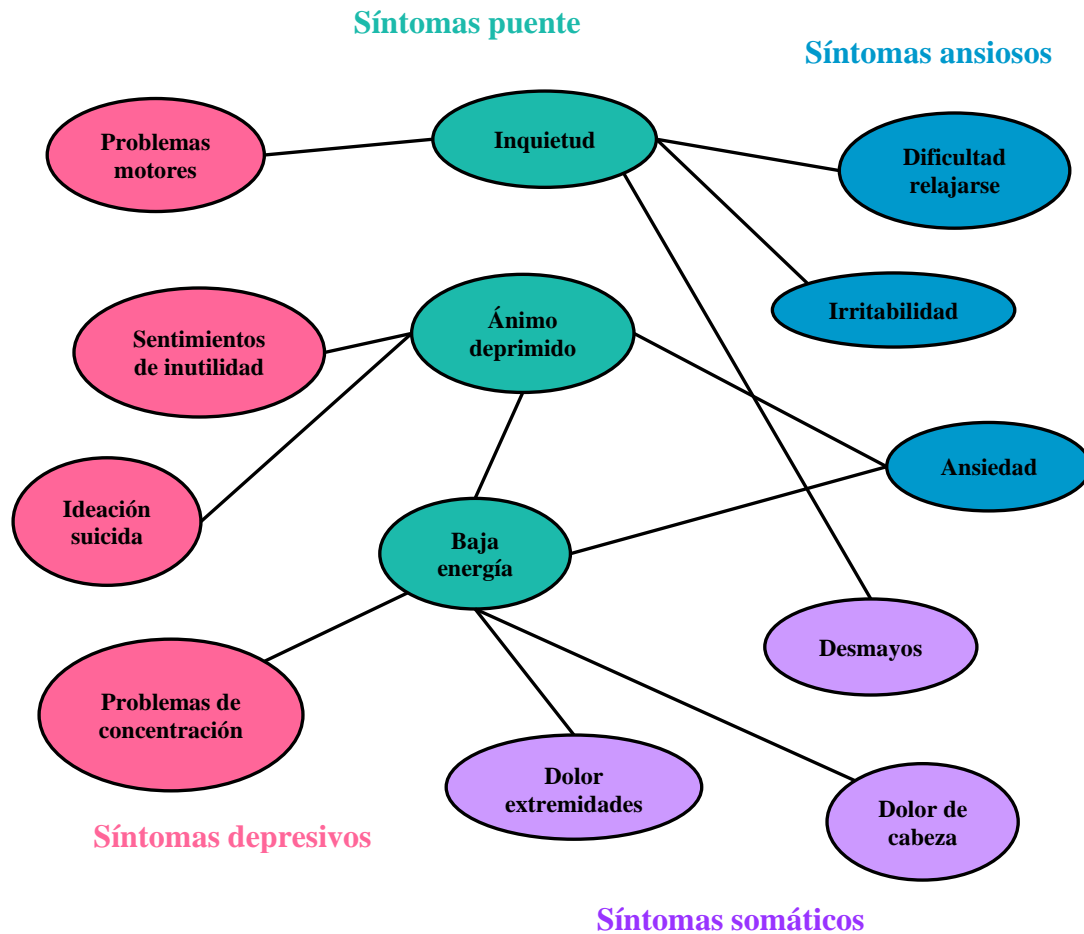 Síntomas puente
Síntomas ansiosos
Problemas
motores
Inquietud
Dificultad
relajarse
Sentimientos
de inutilidad
Ánimo
deprimido
Irritabilidad
Ideación
suicida
Baja
energía
Ansiedad
Problemas de
concentración
Desmayos
Dolor
extremidades
Dolor de
cabeza
Síntomas depresivos
Síntomas somáticos